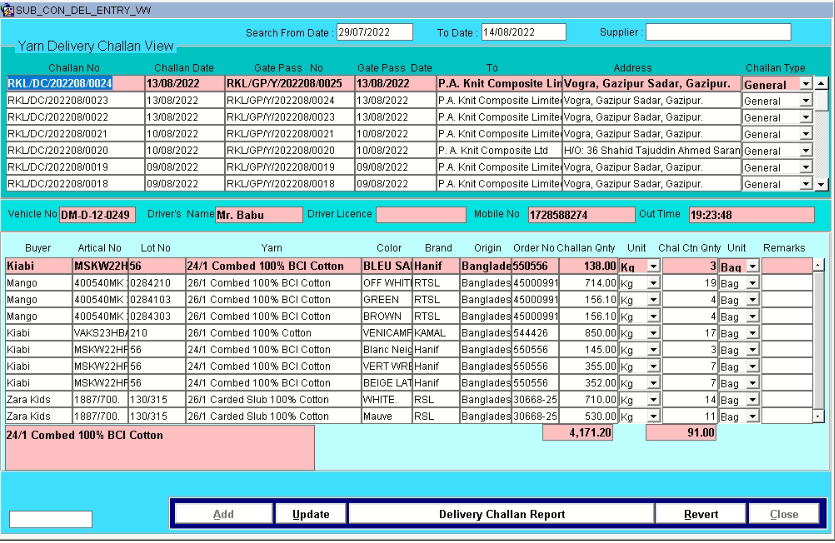 SUB_CON_DEL_ENTRY_VW
Search From Date : 29/07/2022 To Date : 14/08/2022 Supplier :
Yarn Delivery Challan View
Challan No Challan Date Gate Pass No Gate Pass Date To Address Challan Type
RKL/DC/202208/0024 13/08/2022 RKL/GP/Y/202208/0025 13/08/2022 P.A. Knit Composite Lin Vogra, Gazipur Sadar, Gazipur. General
RKL/DC/202208/0023 13/08/2022 RKL/GP/Y/202208/0024 13/08/2022 P.A. Knit Composite Limite Vogra, Gazipur Sadar, Gazipur. General
RKL/DC/202208/0022 13/08/2022 RKL/GP/Y/202208/0023 13/08/2022 P.A. Knit Composite Limite Vogra, Gazipur Sadar, Gazipur. General
RKL/DC/202208/0021 10/08/2022 RKL/GP/Y/202208/0021 10/08/2022 P.A. Knit Composite Limite Vogra, Gazipur Sadar, Gazipur. General
RKL/DC/202208/0020 10/08/2022 RKL/GP/Y/202208/0020 10/08/2022 P. A. Knit Composite Ltd H/O: 36 Shahid Tajuddin Ahmed Saran General
RKL/DC/202208/0019 09/08/2022 RKL/GP/Y/202208/0019 09/08/2022 P.A. Knit Composite Limite Vogra, Gazipur Sadar, Gazipur. General
RKL/DC/202208/0018 09/08/2022 RKL/GP/Y/202208/0018 09/08/2022 P.A. Knit Composite Limite Vogra, Gazipur Sadar, Gazipur. General
Vehicle No DM-D-12-0249 Driver's Name Mr. Babu Driver Licence Mobile No 1728588274 Out Time 19:23:48
Buyer Artical No Lot No Yarn Color Brand Origin Order No Challan Qnty Unit Chal Ctn Qnty Unit Remarks
Kiabi MSKW22H 56 24/1 Combed 100% BCI Cotton BLEU SA Hanif Banglade 550556 138.00 Kg 3 Bag
Mango 400540MK 0284210 26/1 Combed 100% BCI Cotton OFF WHIT RTSL Banglades 45000991 714.00 Kg 19 Bag
Mango 400540MK 0284103 26/1 Combed 100% BCI Cotton GREEN RTSL Banglades 45000991 156.10 Kg 4 Bag
Mango 400540MK 0284303 26/1 Combed 100% BCI Cotton BROWN RTSL Banglades 45000991 156.10 Kg 4 Bag
Kiabi VAKS23HBA 210 26/1 Combed 100% Cotton VENICAMF KAMAL Banglades 544426 850.00 Kg 17 Bag
Kiabi MSKW22HF 56 24/1 Combed 100% BCI Cotton Blanc Neig Hanif Banglades 550556 145.00 Kg 3 Bag
Kiabi MSKW22HF 56 24/1 Combed 100% BCI Cotton VERT WRE Hanif Banglades 550556 355.00 Kg 7 Bag
Kiabi MSKW22HF 56 24/1 Combed 100% BCI Cotton BEIGE LAT Hanif Banglades 550556 352.00 Kg 7 Bag
Zara Kids 1887/700. 130/315 26/1 Carded Slub 100% Cotton WHITE. RSL Banglades 30668-25 710.00 Kg 14 Bag
Zara Kids 1887/700. 130/315 26/1 Carded Slub 100% Cotton Mauve RSL Banglades 30668-25 530.00 Kg 11 Bag
24/1 Combed 100% BCI Cotton 4,171.20 91.00
Add Update Delivery Challan Report Revert Close